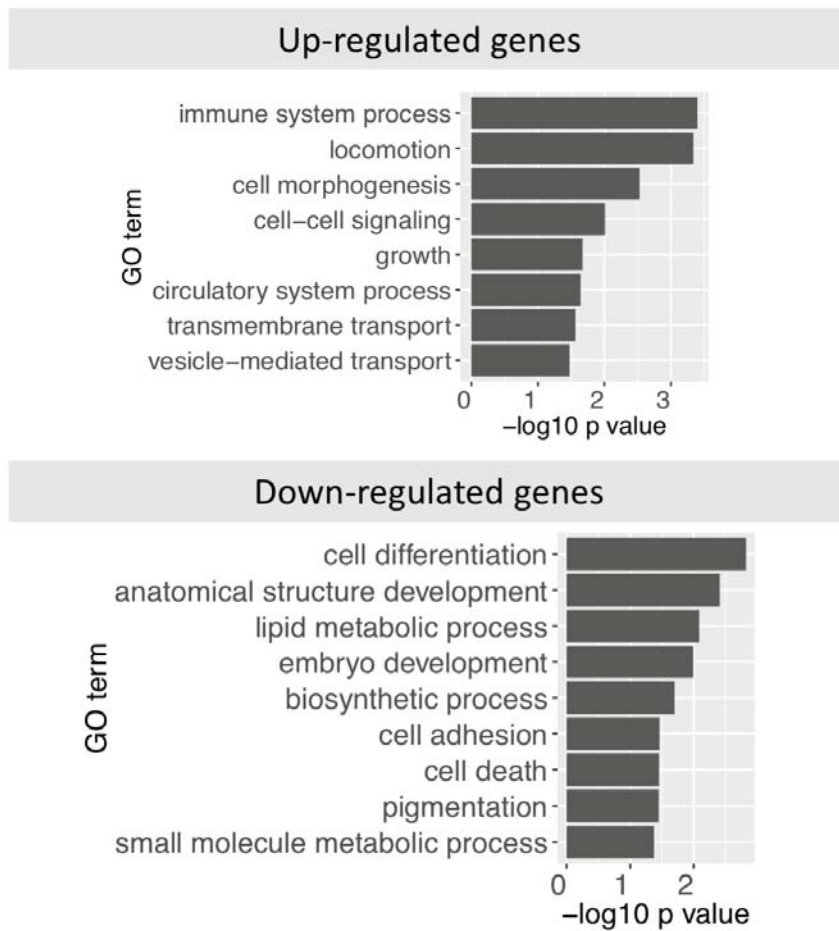 Up-regulated genes
GO term
immune system process
locomotion
cell morphogenesis
cell-cell signaling
growth
circulatory system process
transmembrane transport
vesicle-mediated transport
0 1 2 3
-log10 p value
Down-regulated genes
GO term
cell differentiation
anatomical structure development
lipid metabolic process
embryo development
biosynthetic process
cell adhesion
cell death
pigmentation
small molecule metabolic process
0 1 2
-log10 p value